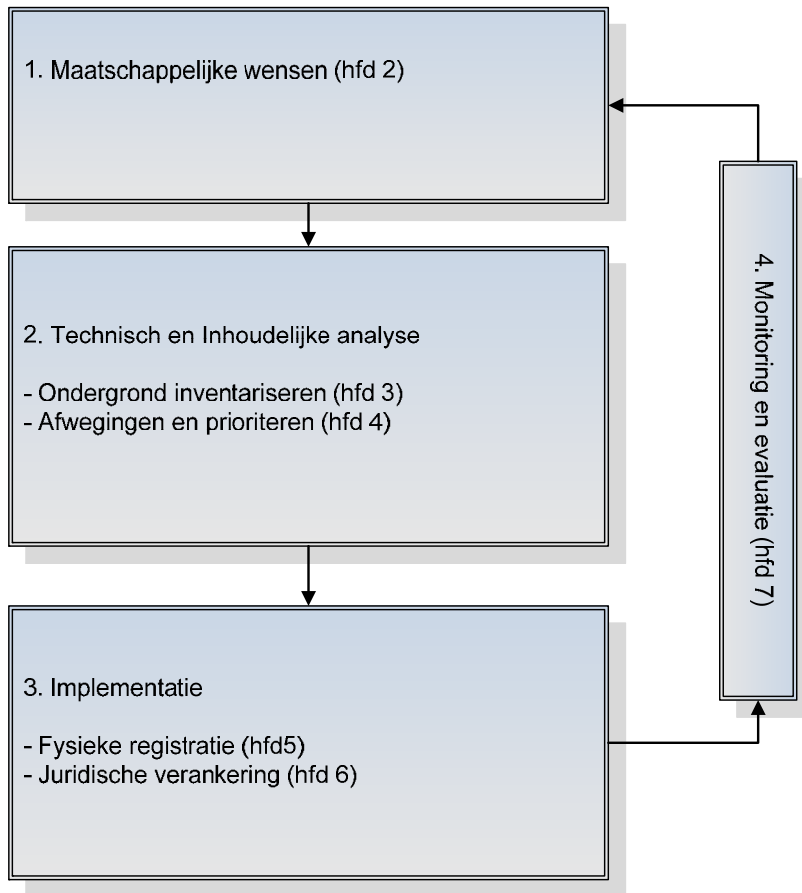 1. Maatschappelijke wensen (hfd 2)
2. Technisch en Inhoudelijke analyse
- Ondergrond inventariseren (hfd 3)
- Afwegingen en prioriteren (hfd 4)
3. Implementatie
- Fysieke registratie (hfd5)
- Juridische verankering (hfd 6)
4. Monitoring en evaluatie (hfd 7)